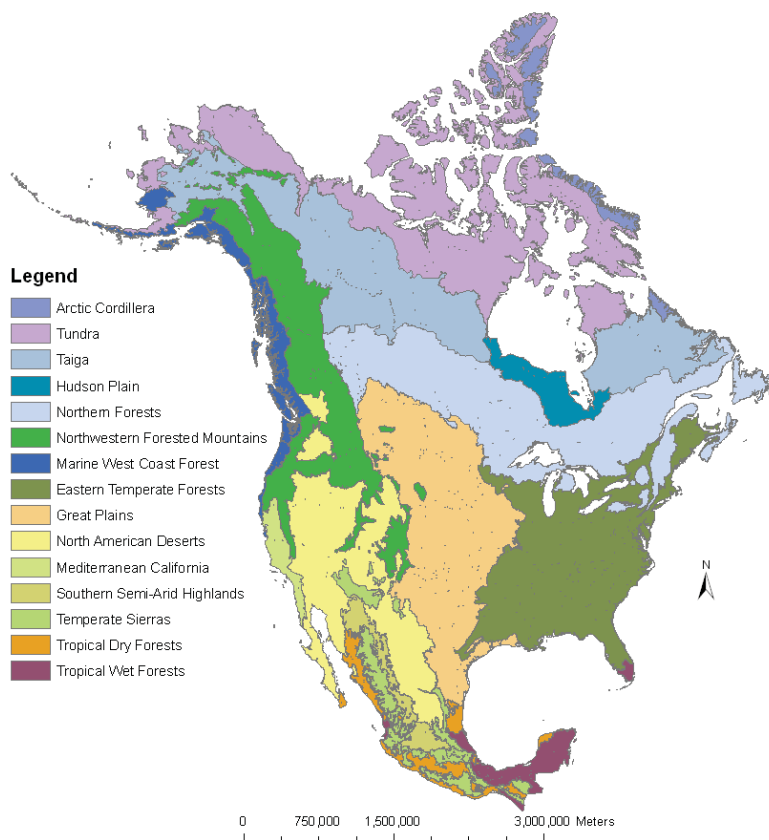 Legend
Arctic Cordillera
Tundra
Taiga
Hudson Plain
Northern Forests
Northwestern Forested Mountains
Marine West Coast Forest
Eastern Temperate Forests
Great Plains
North American Deserts
Mediterranean California
Southern Semi-Arid Highlands
Temperate Sierras
Tropical Dry Forests
Tropical Wet Forests
N
0 750,000 1,500,000 3,000,000 Meters